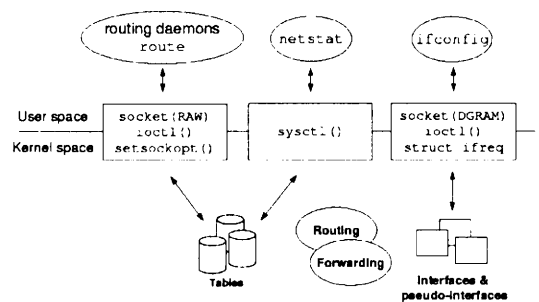 routing daemons
route
netstat
ifconfig
User space
Kernel space
socket(RAW)
ioctl()
setsockopt()
sysctl()
socket(DGRAM)
ioctl()
struct ifreq
Tables
Routing
Forwarding
Interfaces &
pseudo-interfaces